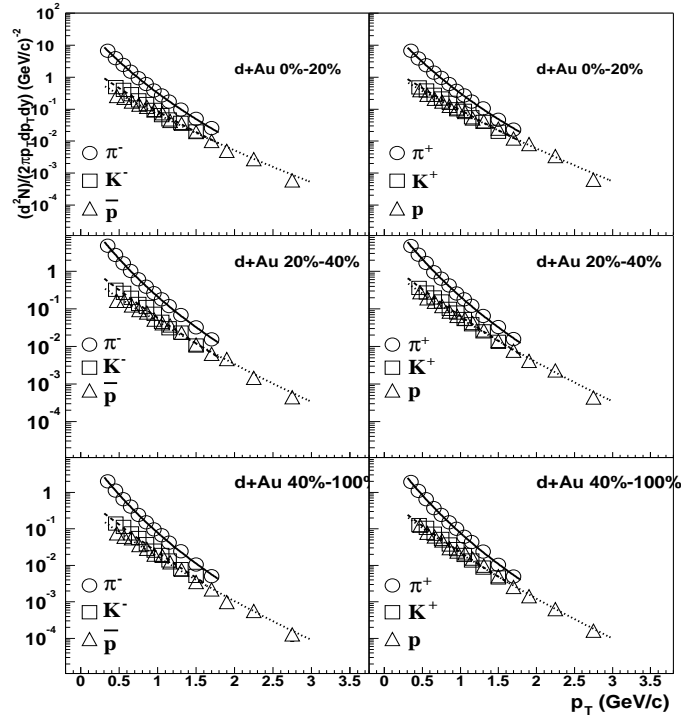 (d²N)/(2πp_T dp_T dy) (GeV/c)⁻²
10²
10
1
10⁻¹
10⁻²
10⁻³
10⁻⁴
d+Au 0%-20%
π⁻
K⁻
p̅
d+Au 0%-20%
π⁺
K⁺
p
1
10⁻¹
10⁻²
10⁻³
10⁻⁴
d+Au 20%-40%
π⁻
K⁻
p̅
d+Au 20%-40%
π⁺
K⁺
p
1
10⁻¹
10⁻²
10⁻³
10⁻⁴
d+Au 40%-100%
π⁻
K⁻
p̅
d+Au 40%-100%
π⁺
K⁺
p
0 0.5 1 1.5 2 2.5 3 3.5
0 0.5 1 1.5 2 2.5 3 3.5
p_T (GeV/c)